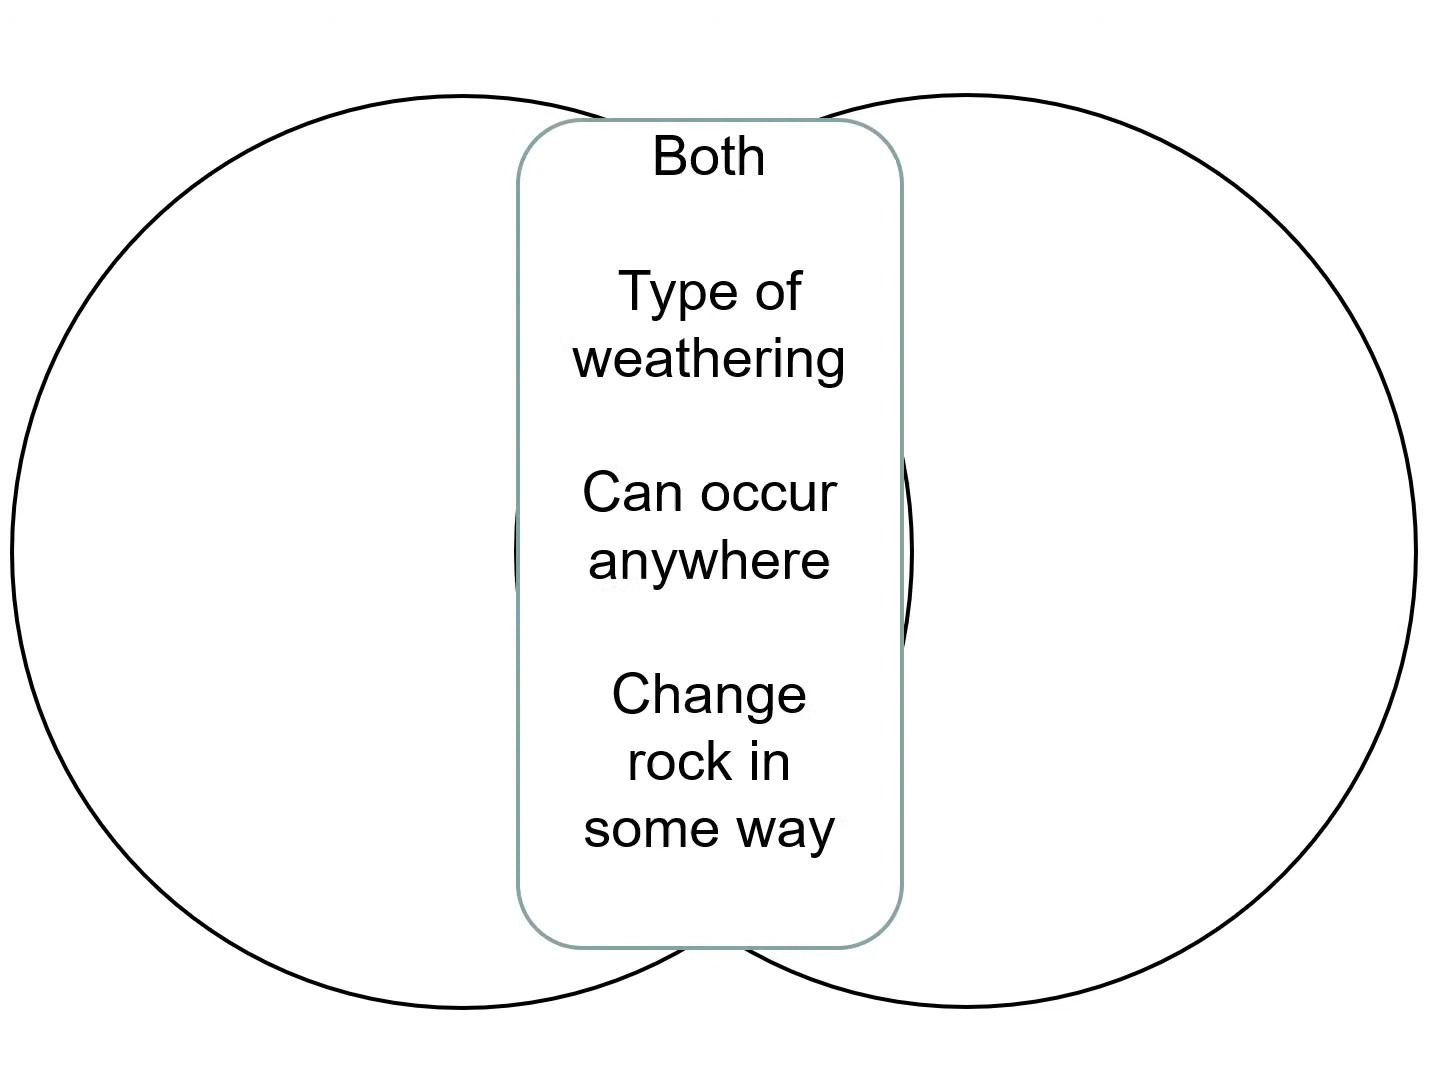 Both
Type of
weathering
Can occur
anywhere
Change
rock in
some way